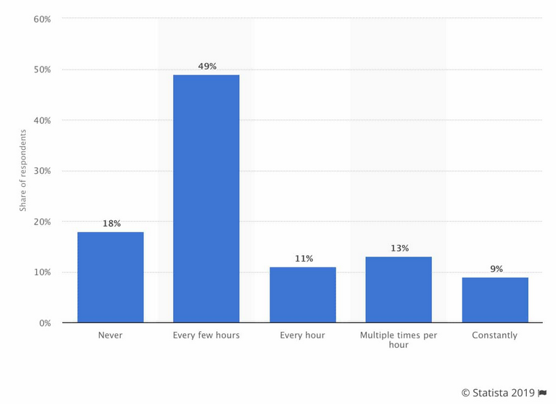 60%
50%
40%
30%
20%
10%
0%
Share of respondents
18%
49%
11%
13%
9%
Never
Every few hours
Every hour
Multiple times per
hour
Constantly
© Statista 2019